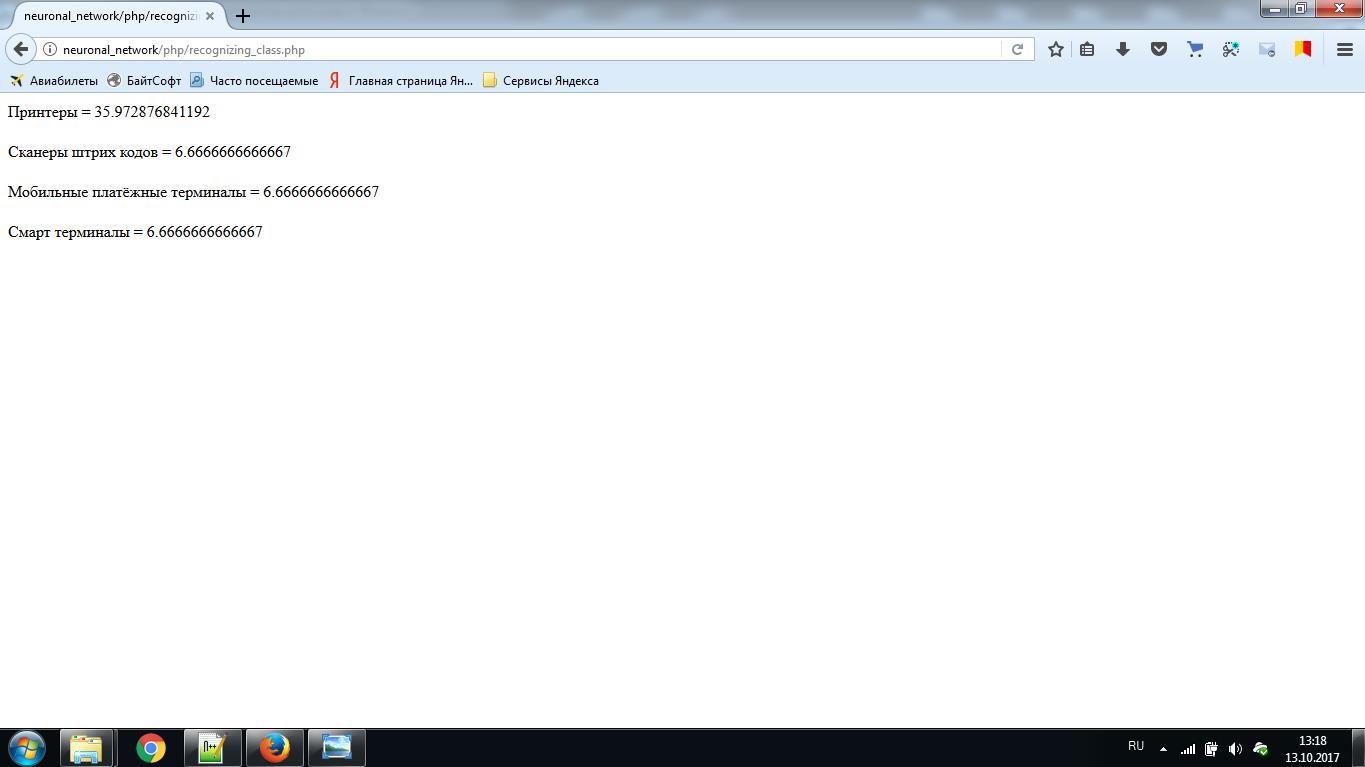 neuronal_network/php/recognizi
neuronal_network/php/recognizing_class.php
Авиабилеты БайтСофт Часто посещаемые Главная страница Ян... Сервисы Яндекса
Принтеры = 35.972876841192
Сканеры штрих кодов = 6.6666666666667
Мобильные платёжные терминалы = 6.6666666666667
Смарт терминалы = 6.6666666666667
RU
13:18
13.10.2017